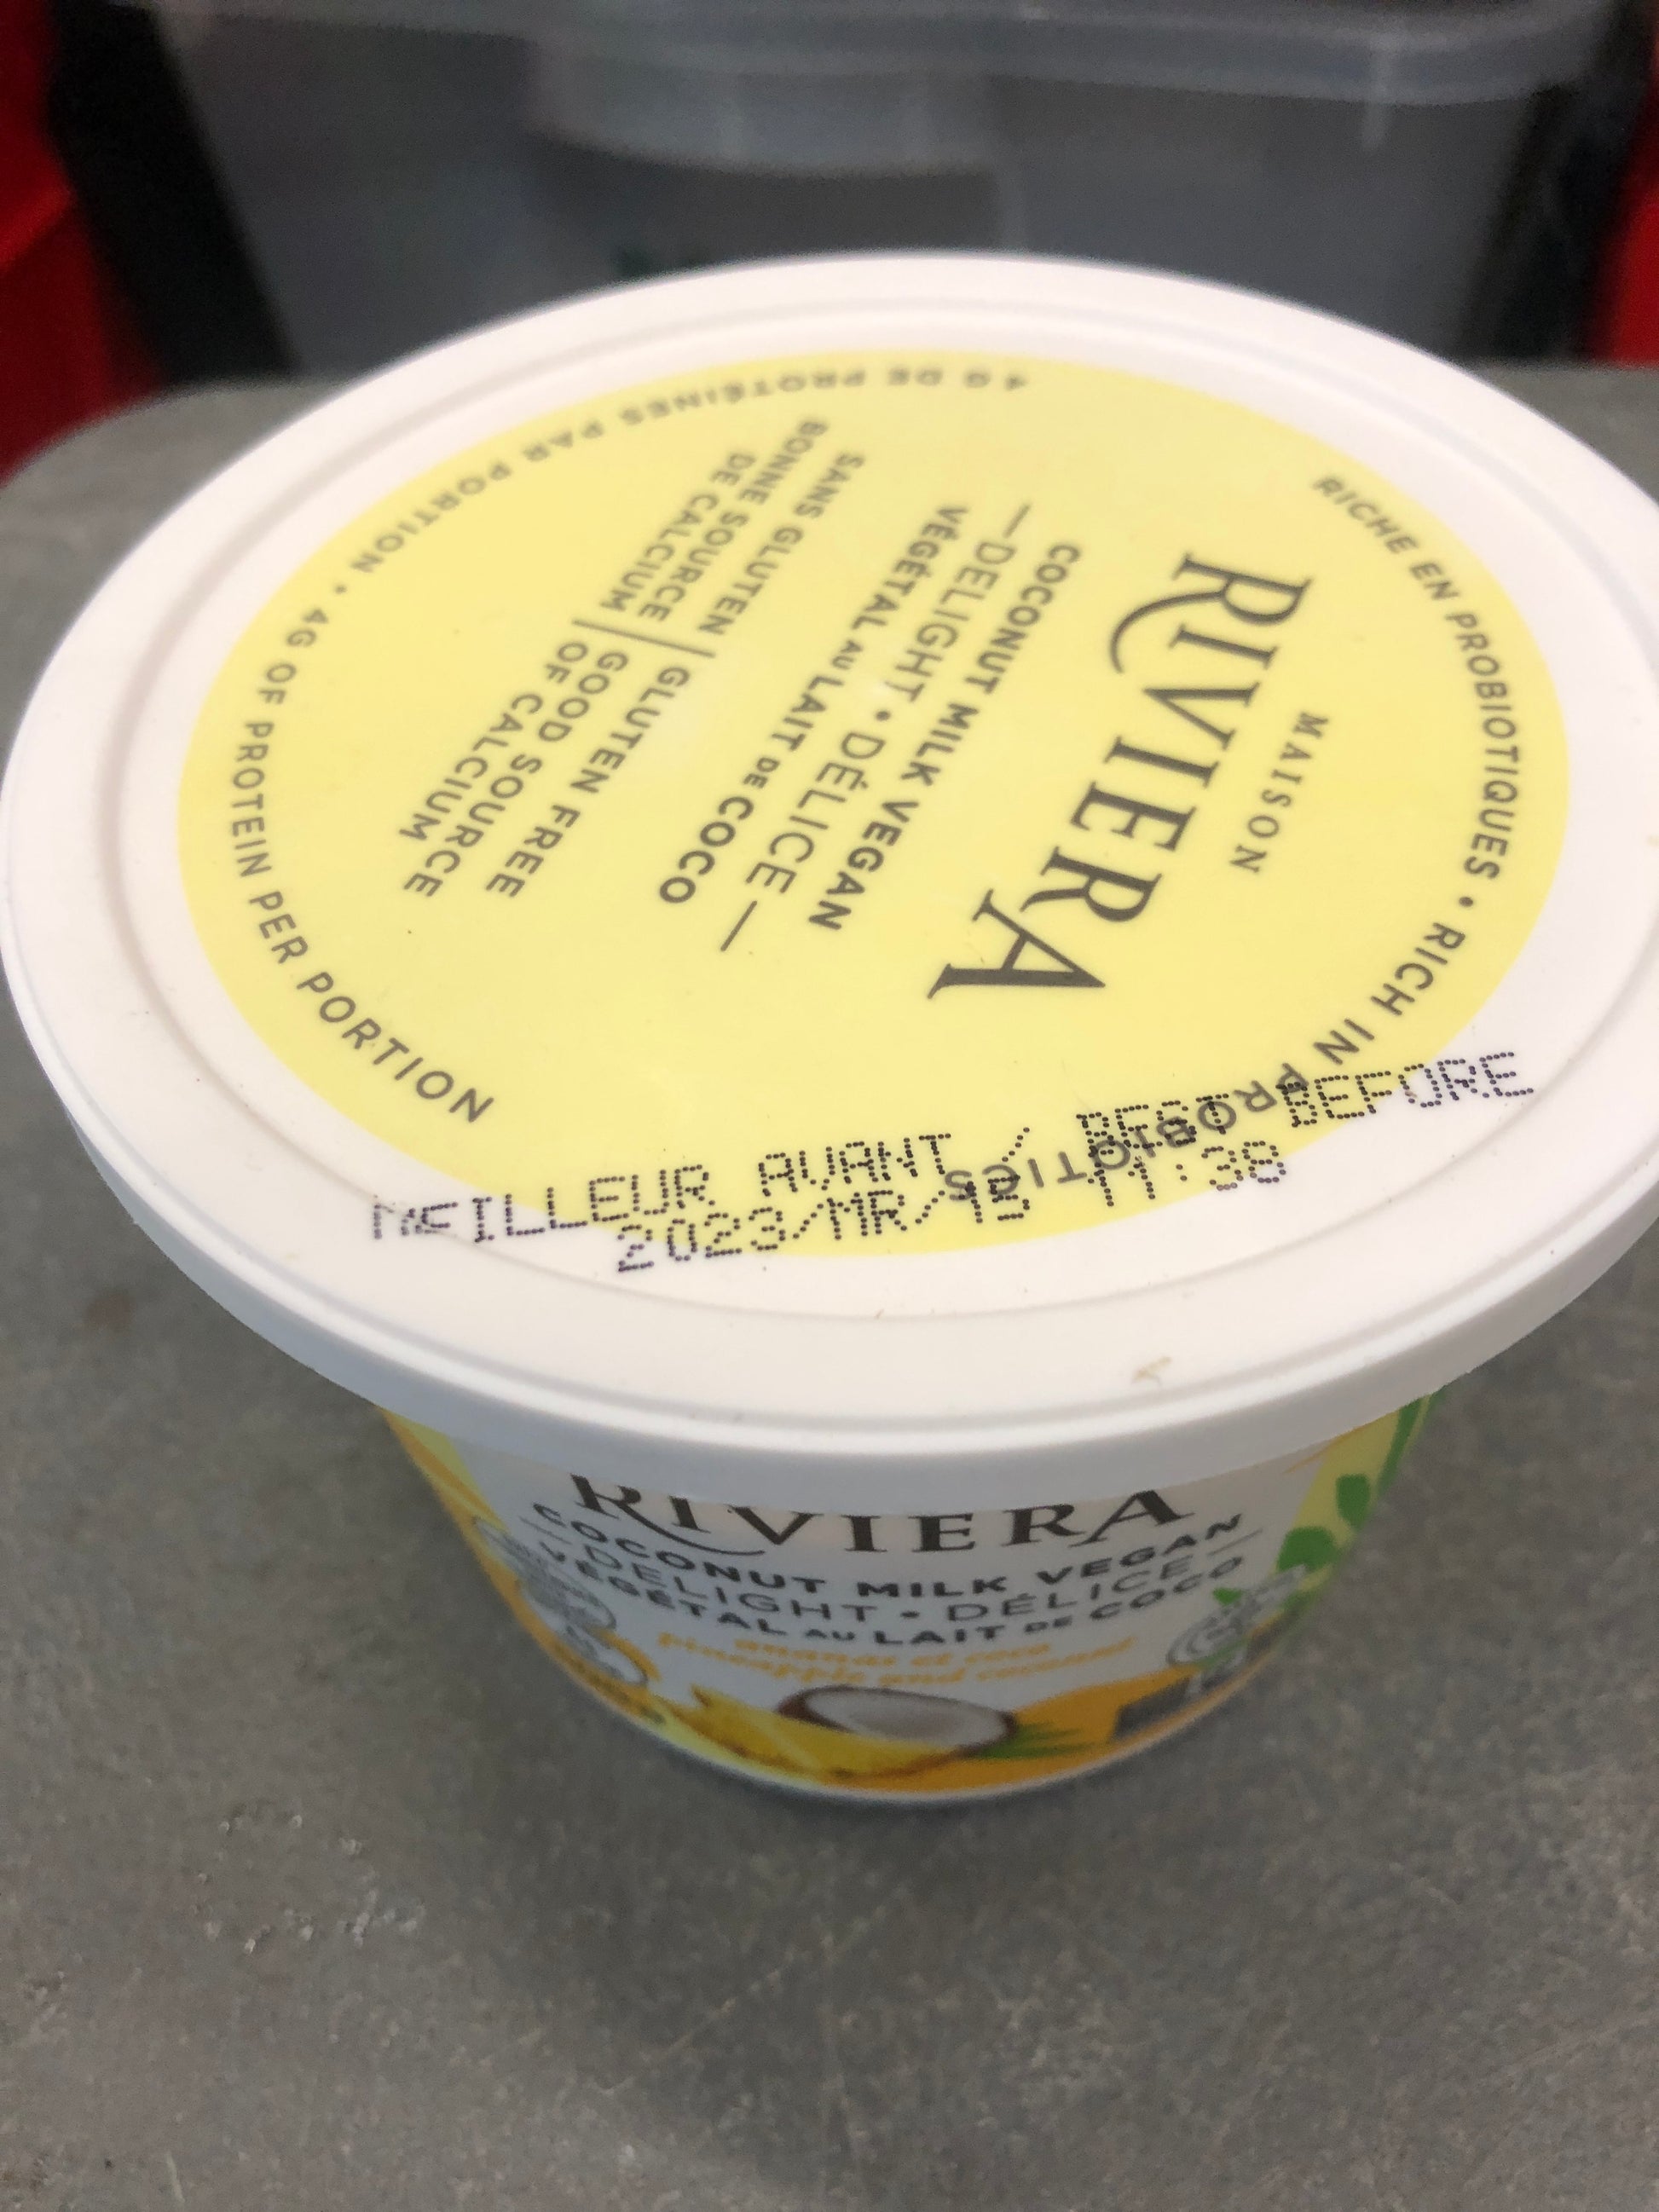 RICHE EN PROBIOTIQUES • RICH IN PROBIOTICS
MAISON
RIVIERA
COCONUT MILK VEGAN
—DELIGHT • DÉLICE—
VÉGÉTAL AU LAIT DE COCO
SANS GLUTEN | GLUTEN FREE
BONNE SOURCE | GOOD SOURCE
DE CALCIUM | OF CALCIUM
4G DE PROTÉINES PAR PORTION • 4G OF PROTEIN PER PORTION
MEILLEUR AVANT / BEST BEFORE
2023/MR/15 11:38
RIVIERA
COCONUT MILK VEGAN
—DELIGHT • DÉLICE—
VÉGÉTAL AU LAIT DE COCO
ananas et coco
pineapple and coconut